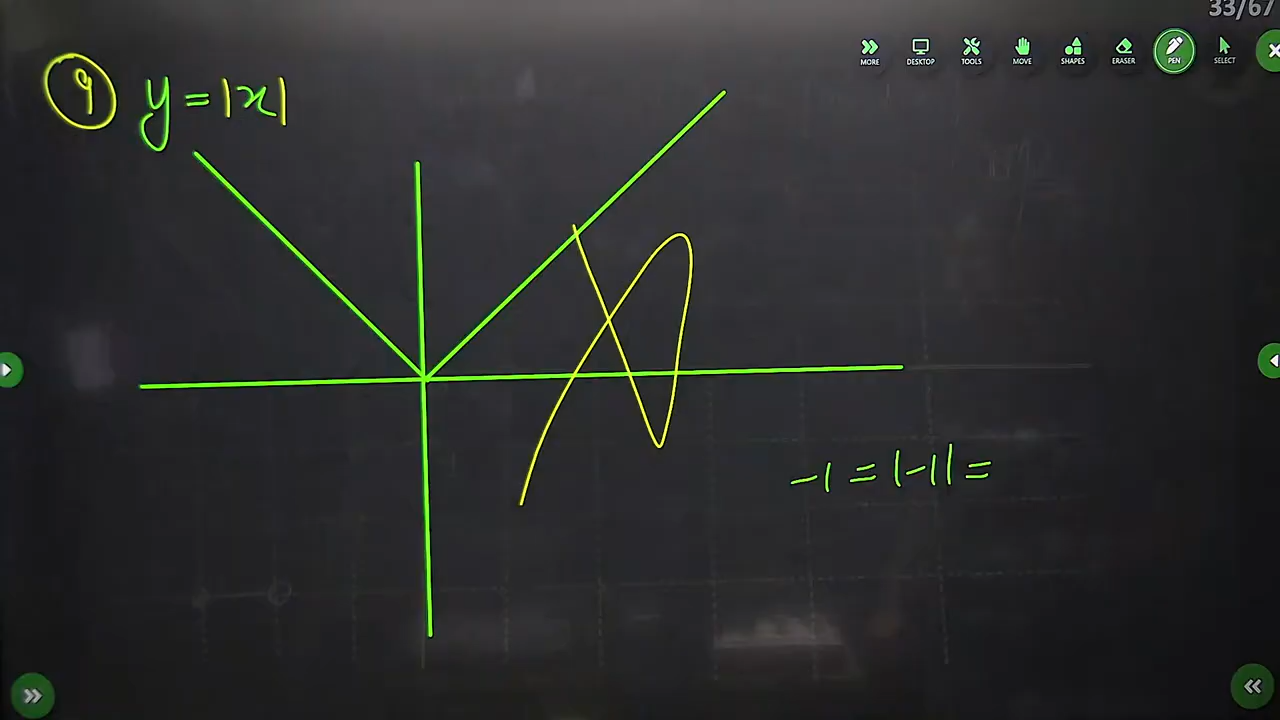 33/67
MORE DESKTOP TOOLS MOVE SHAPES ERASER PEN SELECT
9 y = |x|
-1 = |-1| =